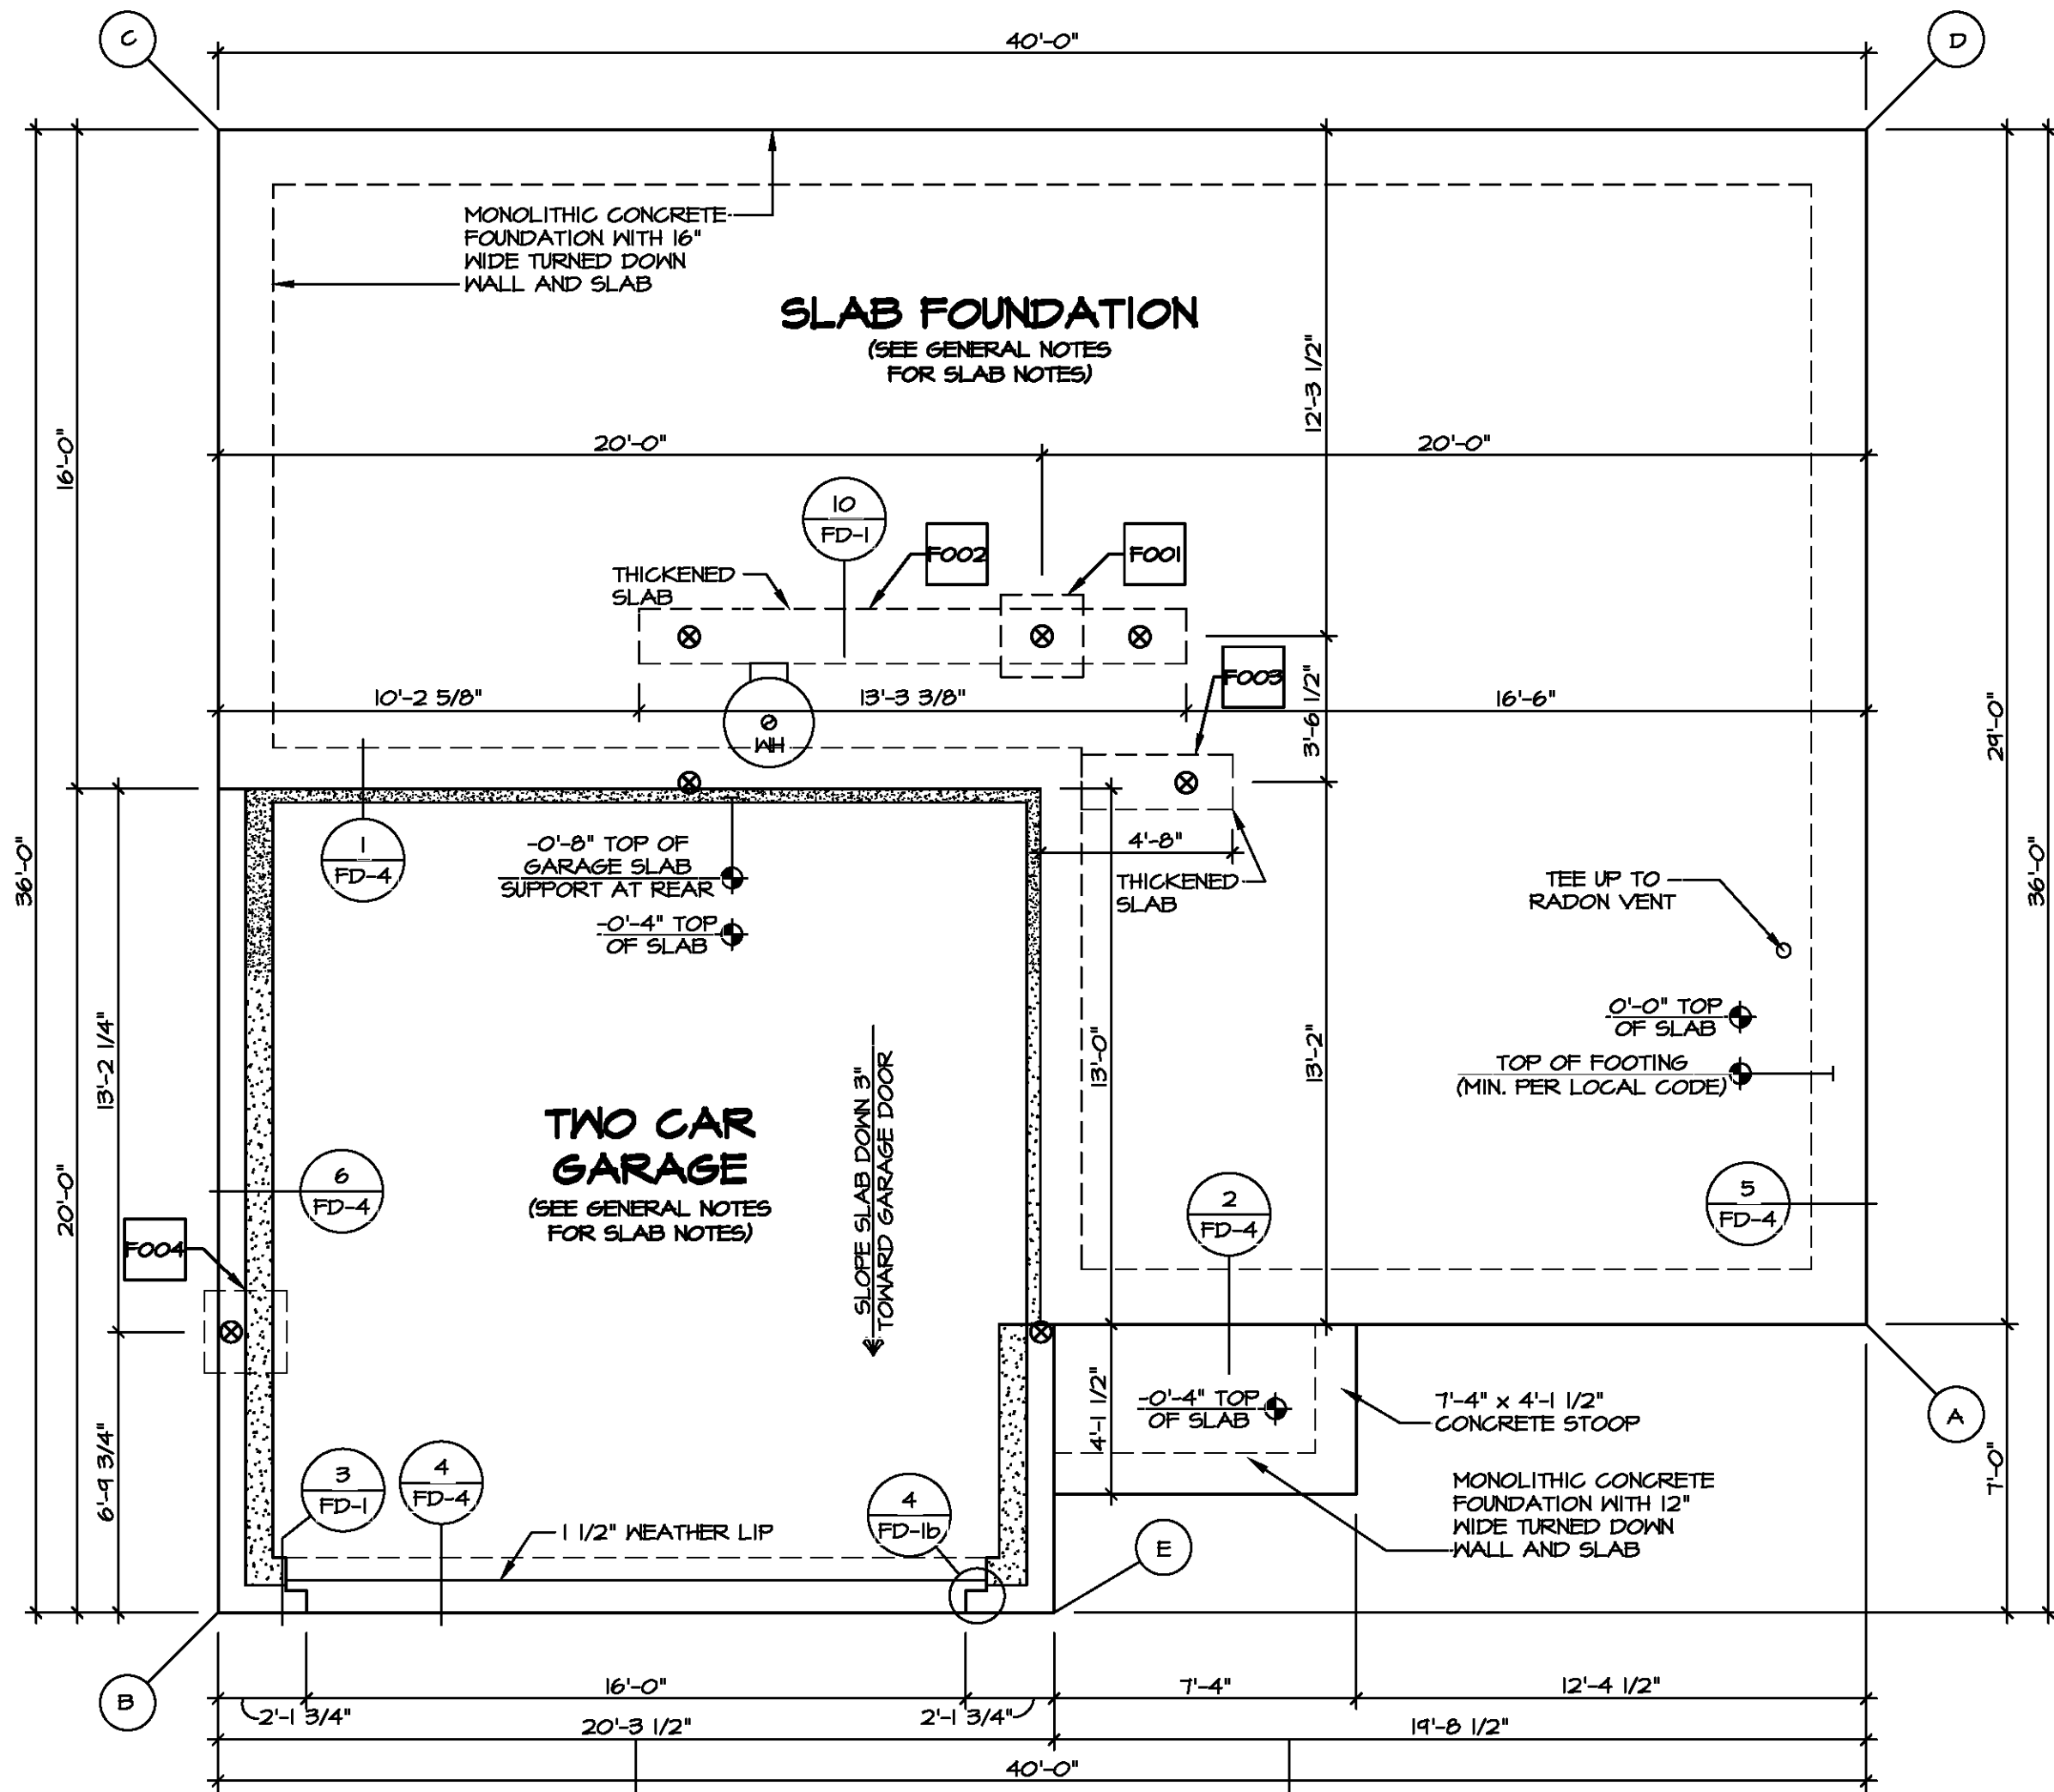 C
40'-0"
D
MONOLITHIC CONCRETE
FOUNDATION WITH 16"
WIDE TURNED DOWN
WALL AND SLAB
SLAB FOUNDATION
(SEE GENERAL NOTES
FOR SLAB NOTES)
12'-3 1/2"
16'-0"
20'-0"
20'-0"
10
FD-1
F002
F001
THICKENED
SLAB
F003
10'-2 5/8"
13'-3 3/8"
3'-6 1/2"
16'-6"
29'-0"
WH
36'-0"
36'-0"
1
FD-4
-0'-8" TOP OF
GARAGE SLAB
SUPPORT AT REAR
-0'-4" TOP
OF SLAB
4'-8"
THICKENED
SLAB
TEE UP TO
RADON VENT
0'-0" TOP
OF SLAB
TOP OF FOOTING
(MIN. PER LOCAL CODE)
13'-2 1/4"
13'-0"
13'-2"
SLOPE SLAB DOWN 3"
TOWARD GARAGE DOOR
TWO CAR
GARAGE
(SEE GENERAL NOTES
FOR SLAB NOTES)
20'-0"
6
FD-4
2
FD-4
5
FD-4
F004
-0'-4" TOP
OF SLAB
4'-1 1/2"
7'-4" x 4'-1 1/2"
CONCRETE STOOP
A
6'-9 3/4"
3
FD-1
4
FD-4
4
FD-1b
7'-0"
MONOLITHIC CONCRETE
FOUNDATION WITH 12"
WIDE TURNED DOWN
WALL AND SLAB
1 1/2" WEATHER LIP
E
B
16'-0"
7'-4"
12'-4 1/2"
2'-1 3/4"
2'-1 3/4"
20'-3 1/2"
19'-8 1/2"
40'-0"